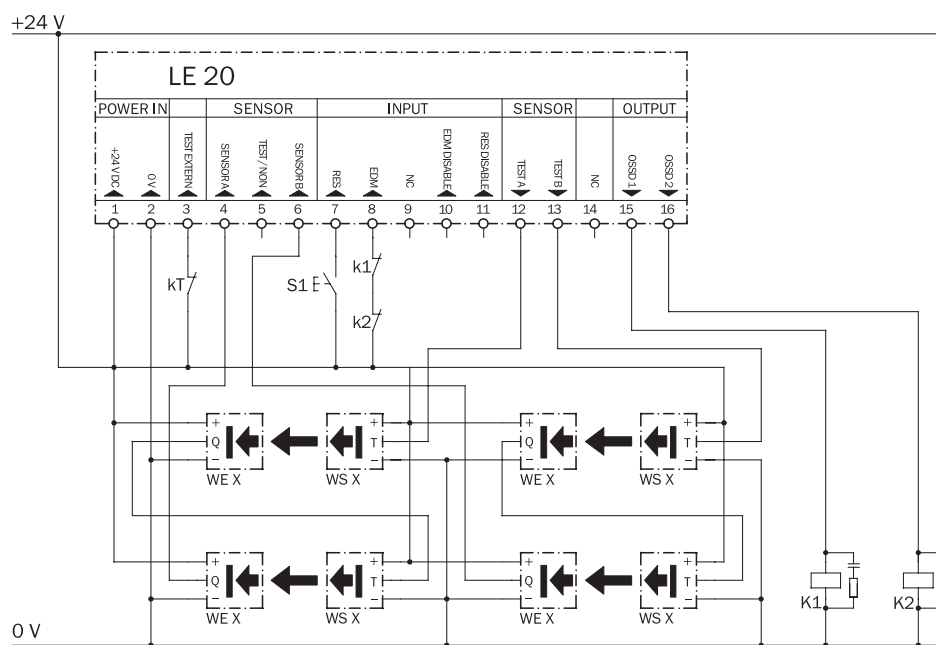 +24 V
LE 20
POWER IN SENSOR INPUT SENSOR OUTPUT
+24 V DC
0 V
TEST EXTERN
SENSOR A
TEST / NON
SENSOR B
RES
EDM
NC
EDM DISABLE
RES DISABLE
TEST A
TEST B
NC
OSSD 1
OSSD 2
1 2 3 4 5 6 7 8 9 10 11 12 13 14 15 16
kT
S1
k1
k2
+ + + +
Q T Q T
− − − −
WE X WS X WE X WS X
+ + + +
Q T Q T
− − − −
WE X WS X WE X WS X
K1 K2
0 V